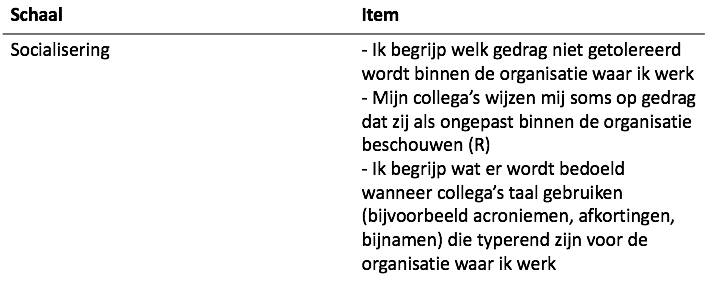 Schaal Item
Socialisering - Ik begrijp welk gedrag niet getolereerd
wordt binnen de organisatie waar ik werk
- Mijn collega’s wijzen mij soms op gedrag
dat zij als ongepast binnen de organisatie
beschouwen (R)
- Ik begrijp wat er wordt bedoeld
wanneer collega’s taal gebruiken
(bijvoorbeeld acroniemen, afkortingen,
bijnamen) die typerend zijn voor de
organisatie waar ik werk